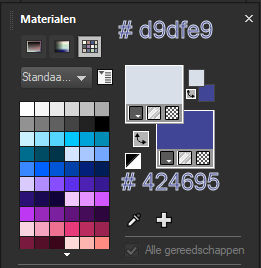 Materialen
# d9dfe9
Standaa...
# 424695
Alle gereedschappen